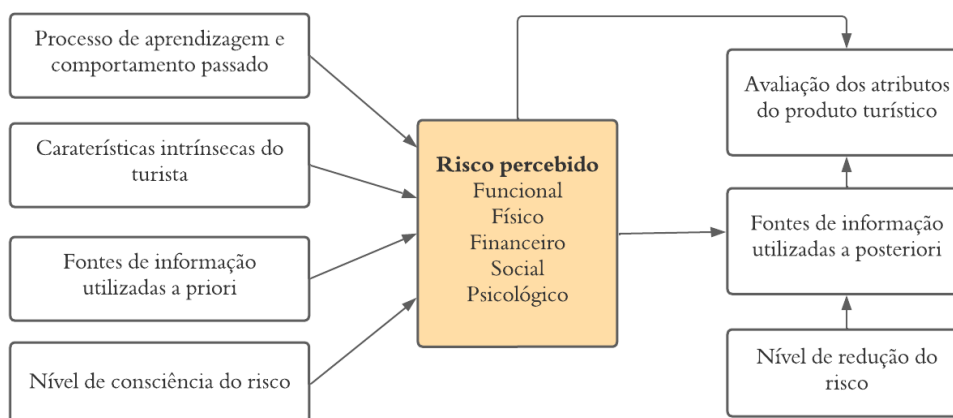 Processo de aprendizagem e
comportamento passado
Caraterísticas intrínsecas do
turista
Fontes de informação
utilizadas a priori
Nível de consciência do risco
Risco percebido
Funcional
Físico
Financeiro
Social
Psicológico
Avaliação dos atributos
do produto turístico
Fontes de informação
utilizadas a posteriori
Nível de redução do
risco